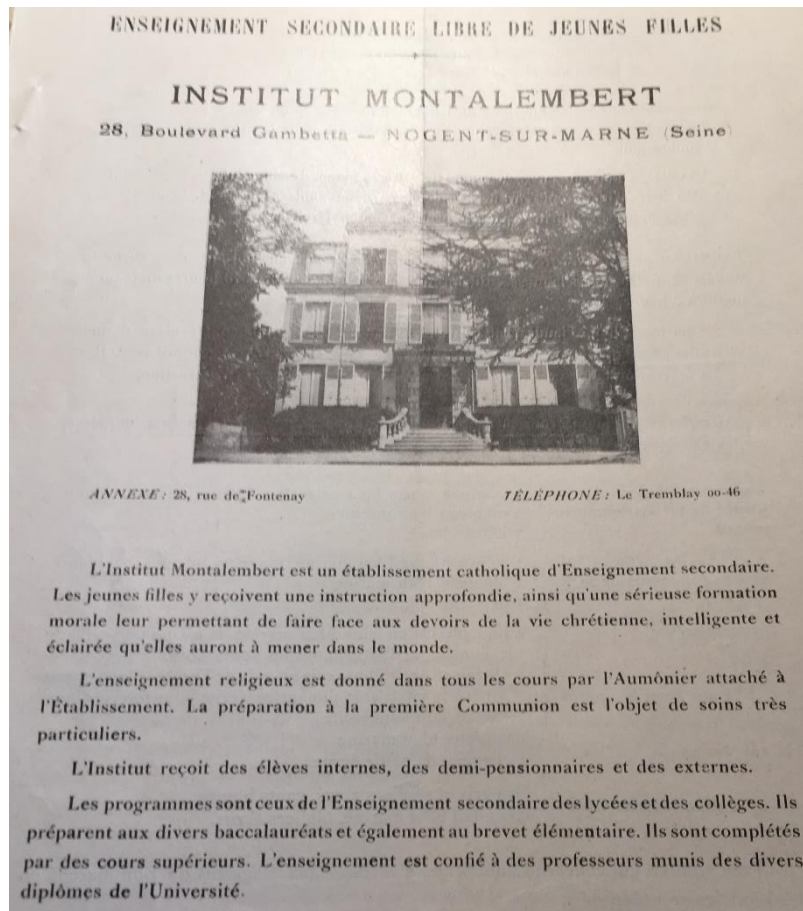 ENSEIGNEMENT SECONDAIRE LIBRE DE JEUNES FILLES
INSTITUT MONTALEMBERT
28, Boulevard Gambetta — NOGENT-SUR-MARNE (Seine)
ANNEXE : 28, rue de Fontenay
TÉLÉPHONE : Le Tremblay 00-46
L'Institut Montalembert est un établissement catholique d'Enseignement secondaire.
Les jeunes filles y reçoivent une instruction approfondie, ainsi qu'une sérieuse formation
morale leur permettant de faire face aux devoirs de la vie chrétienne, intelligente et
éclairée qu'elles auront à mener dans le monde.
L'enseignement religieux est donné dans tous les cours par l'Aumônier attaché à
l'Établissement. La préparation à la première Communion est l'objet de soins très
particuliers.
L'Institut reçoit des élèves internes, des demi-pensionnaires et des externes.
Les programmes sont ceux de l'Enseignement secondaire des lycées et des collèges. Ils
préparent aux divers baccalauréats et également au brevet élémentaire. Ils sont complétés
par des cours supérieurs. L'enseignement est confié à des professeurs munis des divers
diplômes de l'Université.